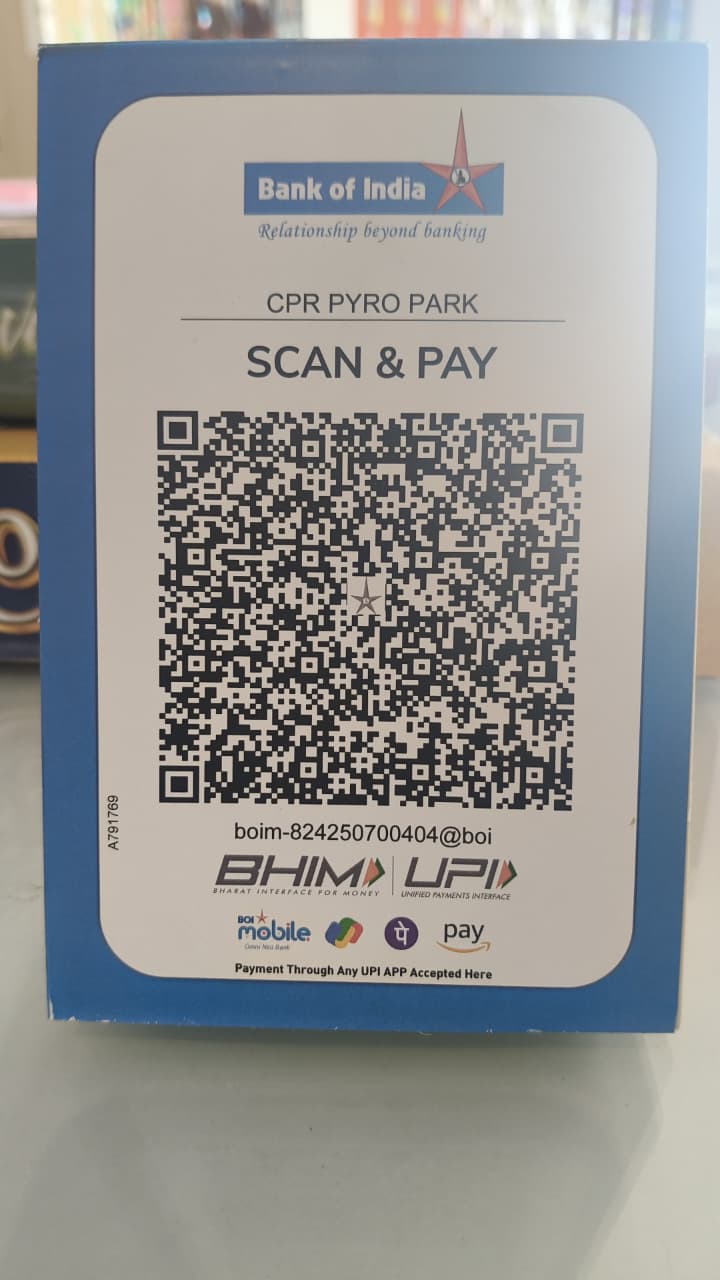 Bank of India
Relationship beyond banking
CPR PYRO PARK
SCAN & PAY
A791769
boim-824250700404@boi
BHIM UPI
BHARAT INTERFACE FOR MONEY UNIFIED PAYMENTS INTERFACE
BOI
mobile पे pay
Omni Neo Bank
Payment Through Any UPI APP Accepted Here